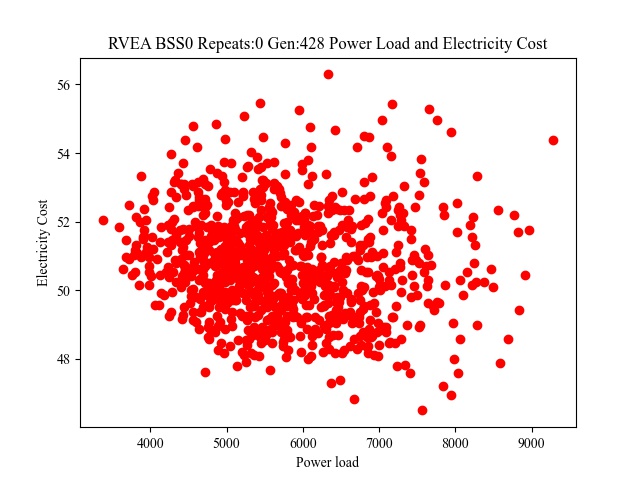 RVEA BSS0 Repeats:0 Gen:428 Power Load and Electricity Cost
56
54
52
50
48
Electricity Cost
4000 5000 6000 7000 8000 9000
Power load